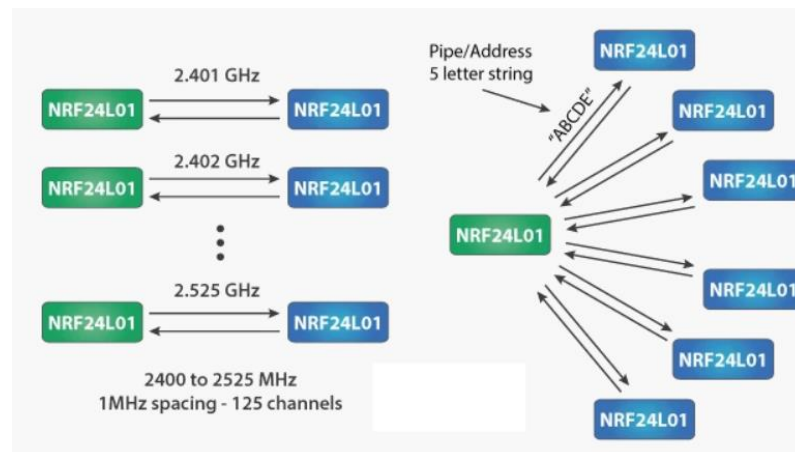 2.401 GHz
NRF24L01
NRF24L01
2.402 GHz
NRF24L01
NRF24L01
2.525 GHz
NRF24L01
NRF24L01
2400 to 2525 MHz
1MHz spacing - 125 channels
Pipe/Address
5 letter string
"ABCDE"
NRF24L01
NRF24L01
NRF24L01
NRF24L01
NRF24L01
NRF24L01
NRF24L01